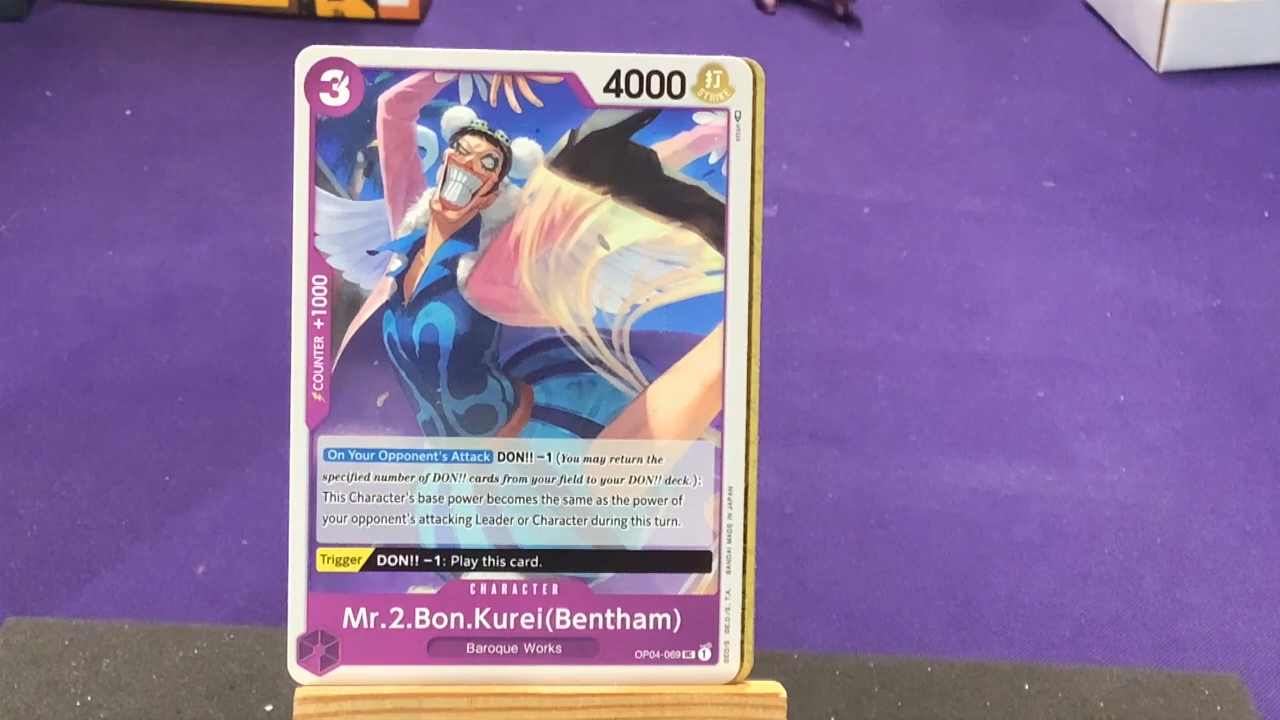 3
4000
打
STRIKE
⚡COUNTER +1000
On Your Opponent's Attack DON!! −1 (You may return the
specified number of DON!! cards from your field to your DON!! deck.):
This Character's base power becomes the same as the power of
your opponent's attacking Leader or Character during this turn.
Trigger DON!! −1: Play this card.
CHARACTER
Mr.2.Bon.Kurei(Bentham)
Baroque Works
OP04-069 UC 1
BANDAI MADE IN JAPAN